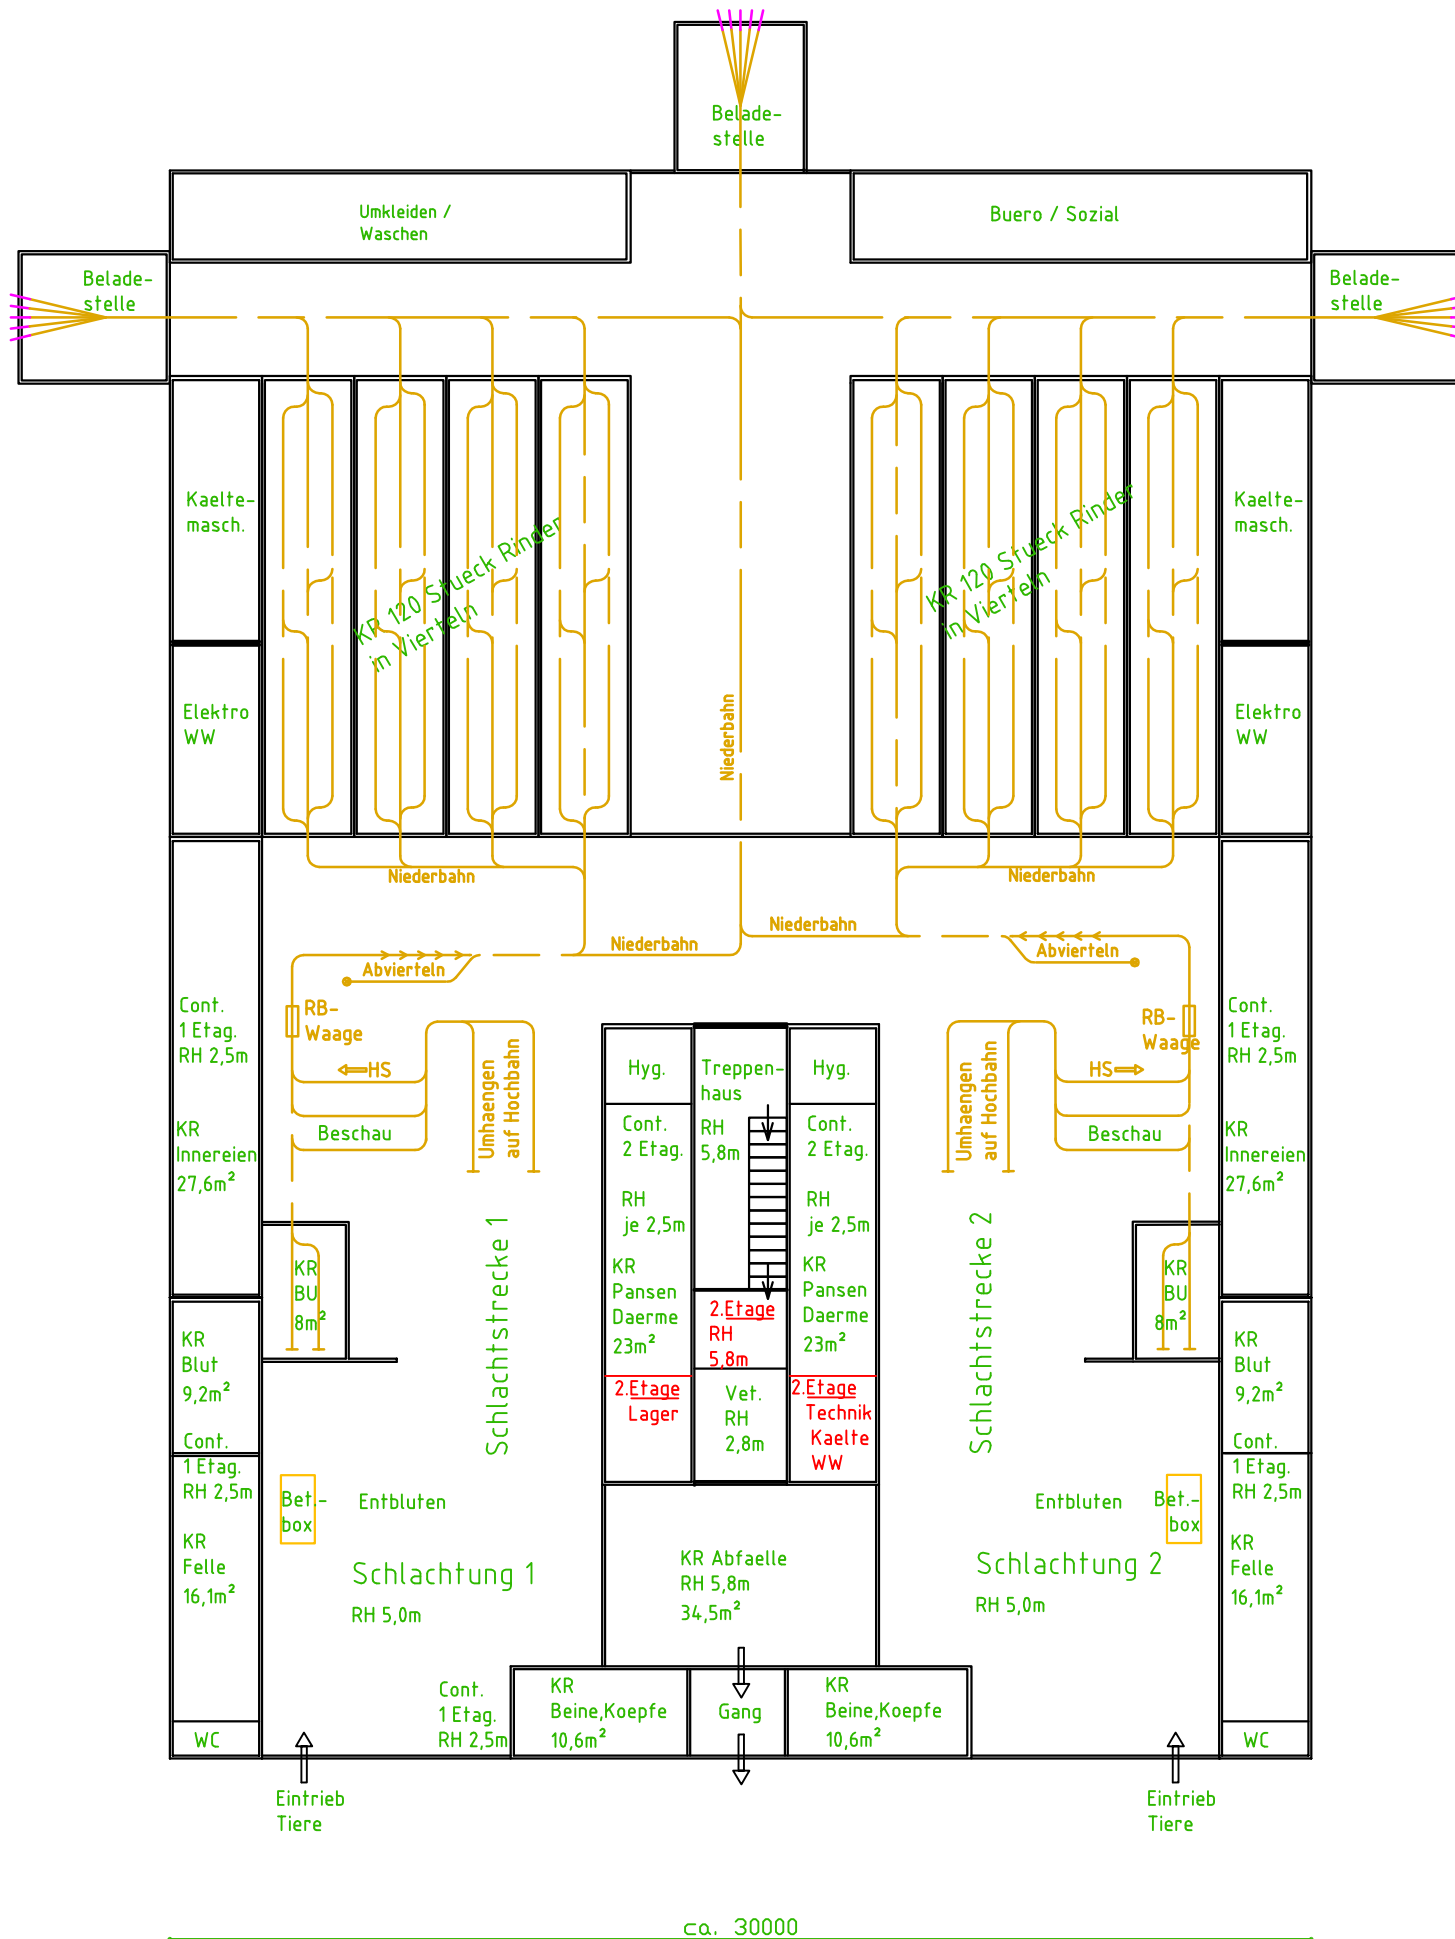 Belade-
stelle
Umkleiden /
Waschen
Buero / Sozial
Belade-
stelle
Belade-
stelle
Kaelte-
masch.
KR 120 Stueck Rinder
in Vierteln
KR 120 Stueck Rinder
in Vierteln
Kaelte-
masch.
Elektro
WW
Niederbahn
Elektro
WW
Niederbahn
Niederbahn
Niederbahn
Niederbahn
Abvierteln
Abvierteln
Cont.
1 Etag.
RH 2,5m
RB-
Waage
RB-
Waage
Cont.
1 Etag.
RH 2,5m
HS
Umhaengen
auf Hochbahn
Hyg.
Treppen-
haus
Hyg.
Umhaengen
auf Hochbahn
HS
KR
Innereien
27,6m²
Beschau
Cont.
2 Etag.
RH
je 2,5m
RH
5,8m
Cont.
2 Etag.
RH
je 2,5m
Beschau
KR
Innereien
27,6m²
KR
BU
8m²
Schlachtstrecke 1
KR
Pansen
Daerme
23m²
2.Etage
RH
5,8m
KR
Pansen
Daerme
23m²
Schlachtstrecke 2
KR
BU
8m²
KR
Blut
9,2m²
2.Etage
Lager
Vet.
RH
2,8m
2.Etage
Technik
Kaelte
WW
KR
Blut
9,2m²
Cont.
1 Etag.
RH 2,5m
Bet.-
box
Entbluten
Entbluten
Bet.-
box
Cont.
1 Etag.
RH 2,5m
KR
Felle
16,1m²
Schlachtung 1
RH 5,0m
KR Abfaelle
RH 5,8m
34,5m²
Schlachtung 2
RH 5,0m
KR
Felle
16,1m²
Cont.
1 Etag.
RH 2,5m
KR
Beine,Koepfe
10,6m²
Gang
KR
Beine,Koepfe
10,6m²
WC
WC
Eintrieb
Tiere
Eintrieb
Tiere
ca. 30000